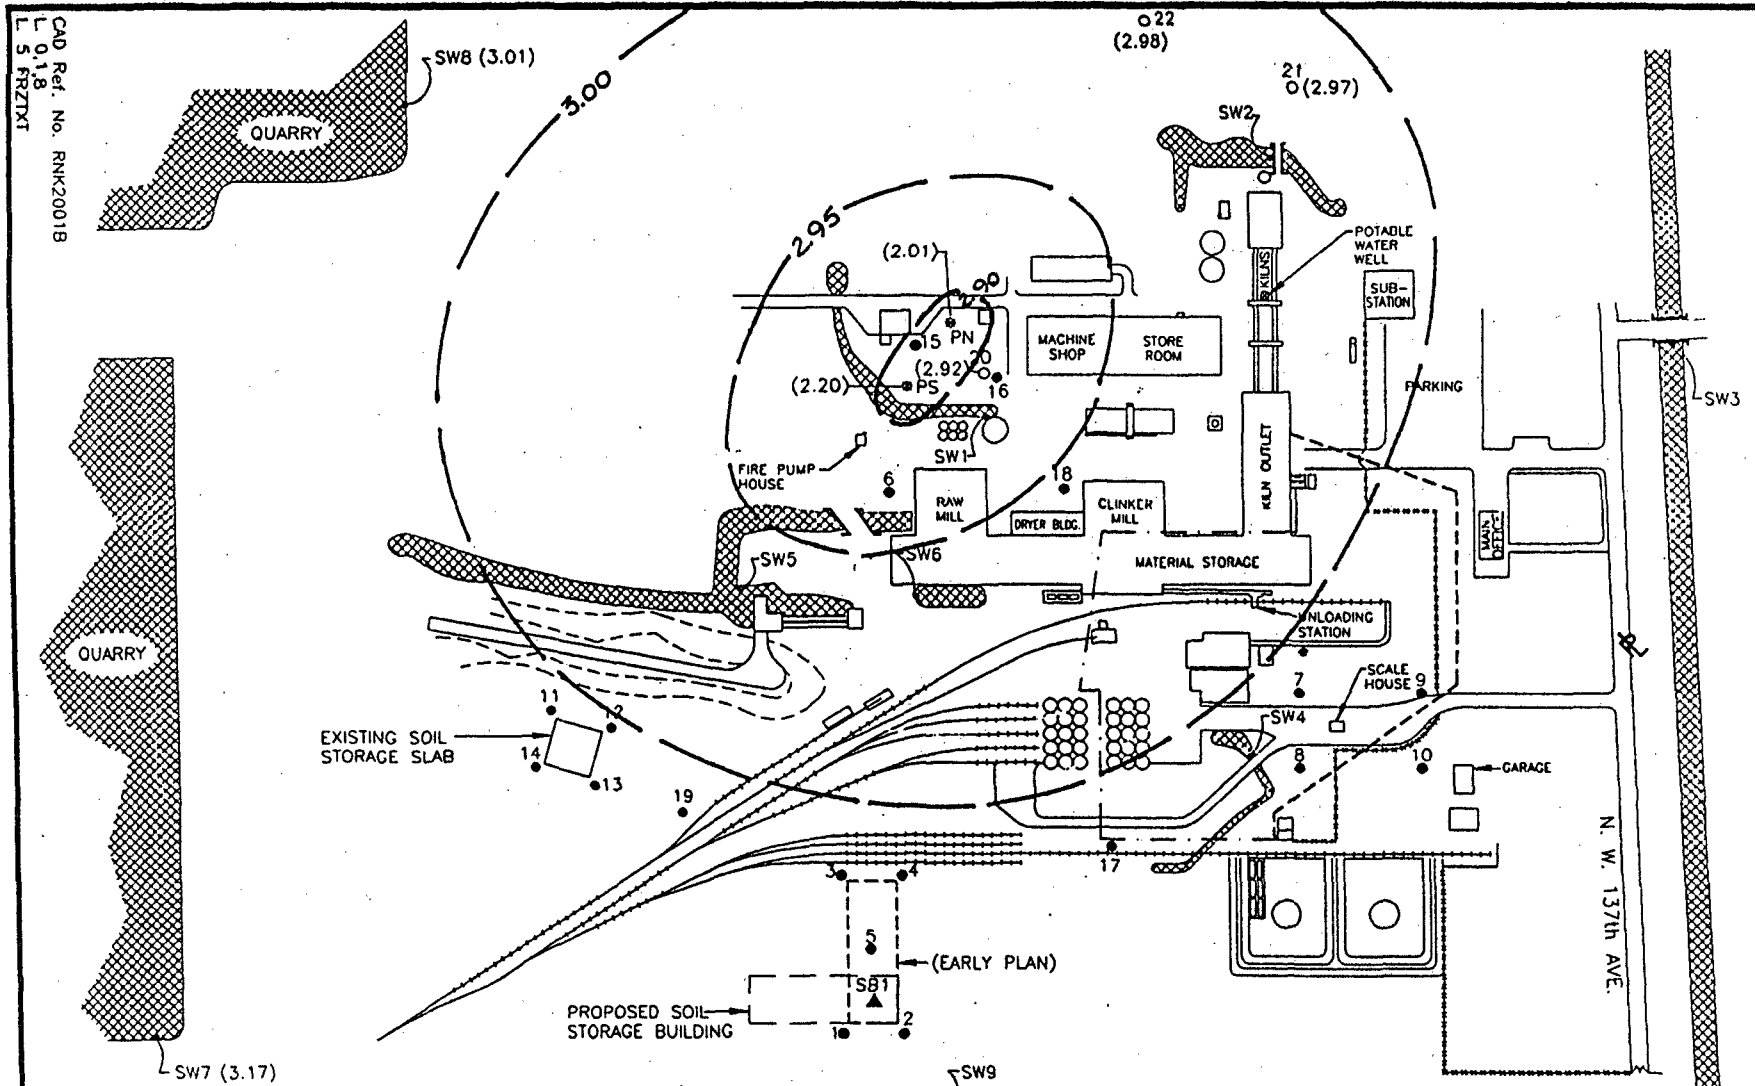 CAD Ref. No. RNK2001B
L 0,1,8
L 5 FRZTXT
SW8 (3.01)
QUARRY
3.00
22
(2.98)
21
(2.97)
SW2
2.95
(2.01)
2.90
POTABLE
WATER
WELL
KILNS
SUB-
STATION
15
PN
MACHINE
SHOP
STORE
ROOM
20
(2.92)
(2.20)
PS
16
PARKING
SW3
SW1
FIRE PUMP
HOUSE
6
18
KILN OUTLET
RAW
MILL
DRYER BLDG.
CLINKER
MILL
MAIN
OFFICE
SW5
SW6
MATERIAL STORAGE
UNLOADING
STATION
QUARRY
SCALE
HOUSE
7
9
11
12
EXISTING SOIL
STORAGE SLAB
14
13
SW4
8
10
GARAGE
19
17
3
4
N. W. 137th AVE.
5
(EARLY PLAN)
SB1
PROPOSED SOIL
STORAGE BUILDING
1
2
SW7 (3.17)
SW9